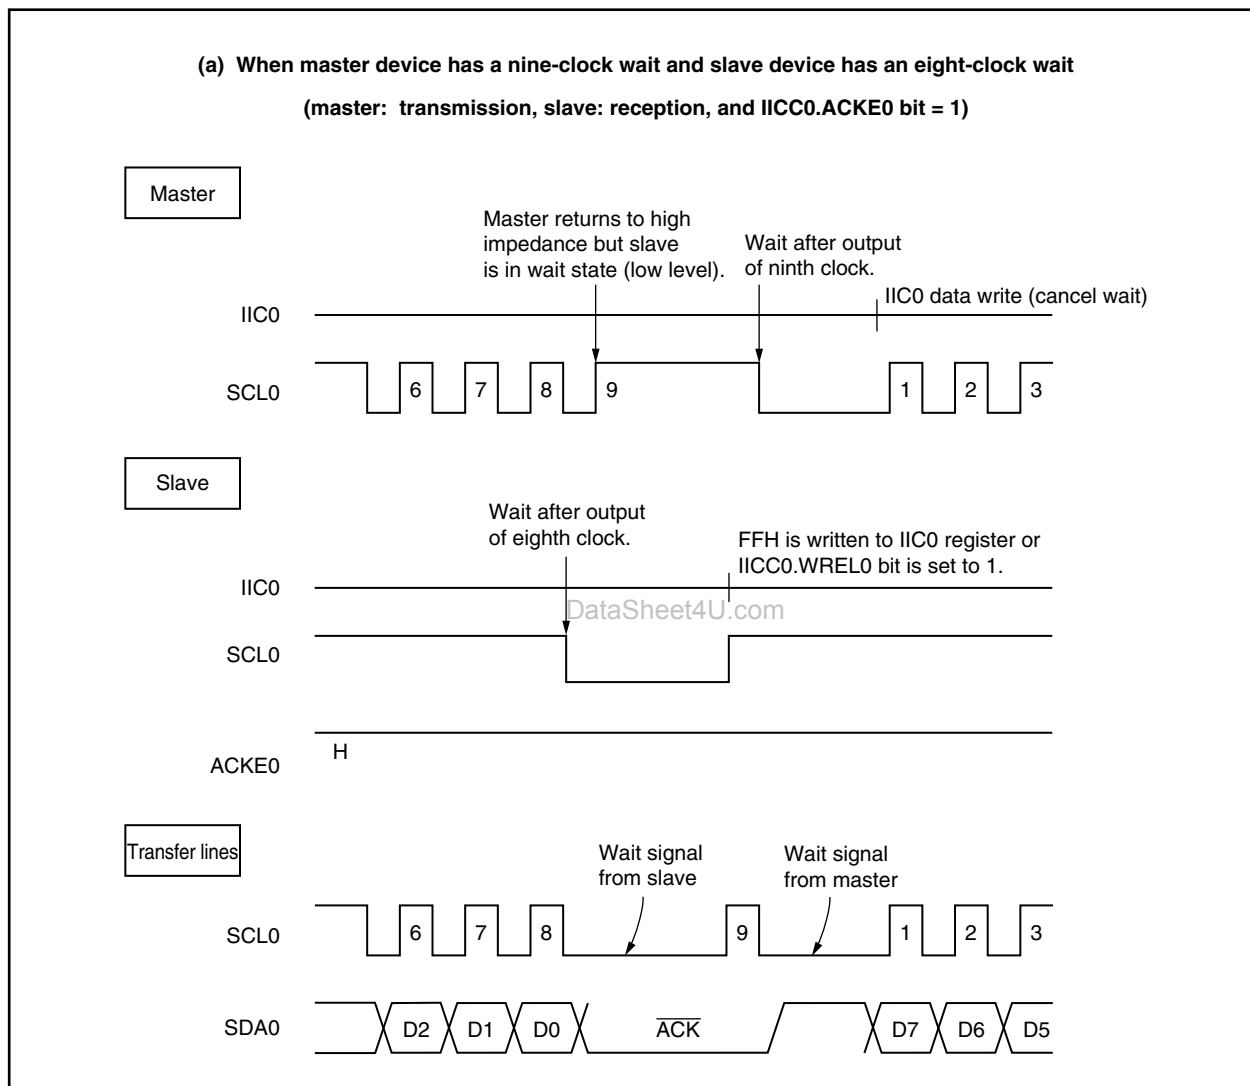 (a) When master device has a nine-clock wait and slave device has an eight-clock wait
(master: transmission, slave: reception, and IICC0.ACKE0 bit = 1)
Master
Master returns to high
impedance but slave
is in wait state (low level).
Wait after output
of ninth clock.
IIC0 data write (cancel wait)
IIC0
SCL0
6 7 8 9 1 2 3
Slave
Wait after output
of eighth clock.
FFH is written to IIC0 register or
IICC0.WREL0 bit is set to 1.
IIC0
DataSheet4U.com
SCL0
H
ACKE0
Transfer lines
Wait signal
from slave
Wait signal
from master
SCL0
6 7 8 9 1 2 3
SDA0
D2 D1 D0 ACK D7 D6 D5